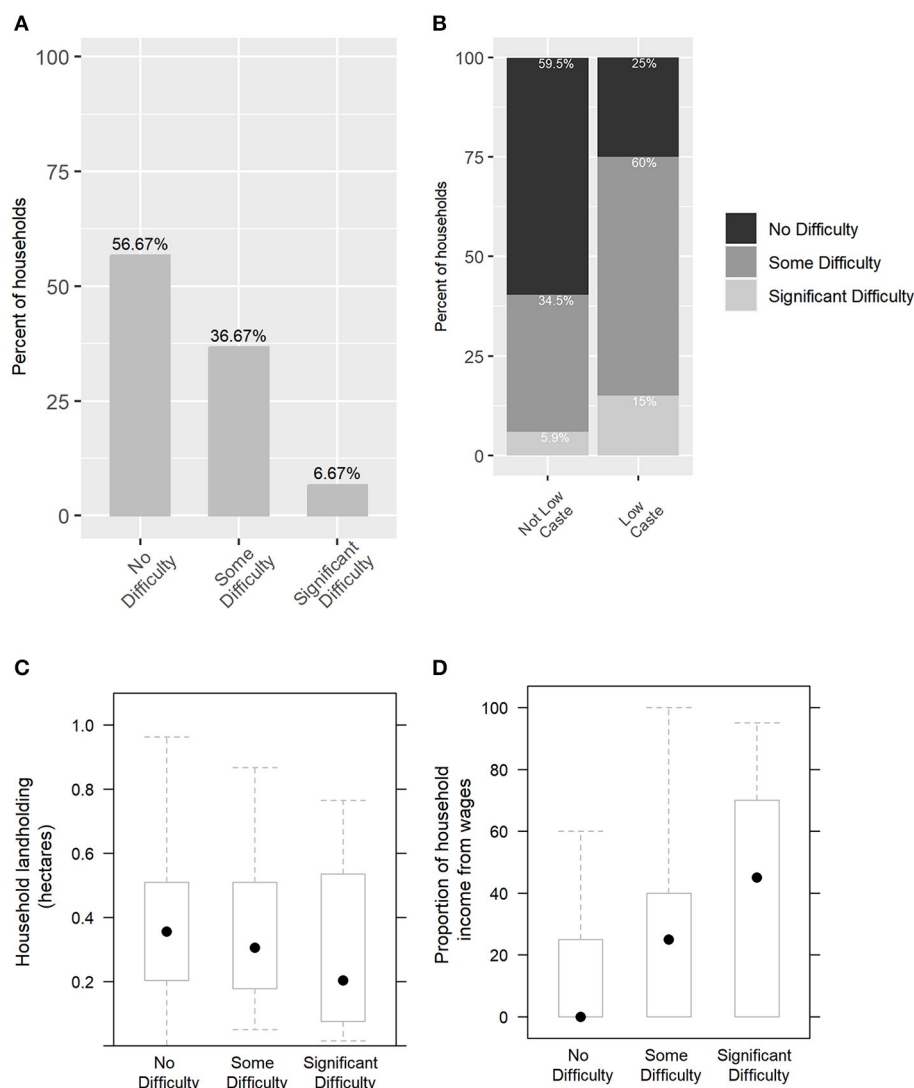 A
Percent of households
100
75
50
25
0
56.67%
36.67%
6.67%
No
Difficulty
Some
Difficulty
Significant
Difficulty
B
Percent of households
100
75
50
25
0
59.5%
34.5%
5.9%
25%
60%
15%
Not Low
Caste
Low
Caste
No Difficulty
Some Difficulty
Significant Difficulty
C
Household landholding
(hectares)
1.0
0.8
0.6
0.4
0.2
No
Difficulty
Some
Difficulty
Significant
Difficulty
D
Proportion of household
income from wages
100
80
60
40
20
0
No
Difficulty
Some
Difficulty
Significant
Difficulty